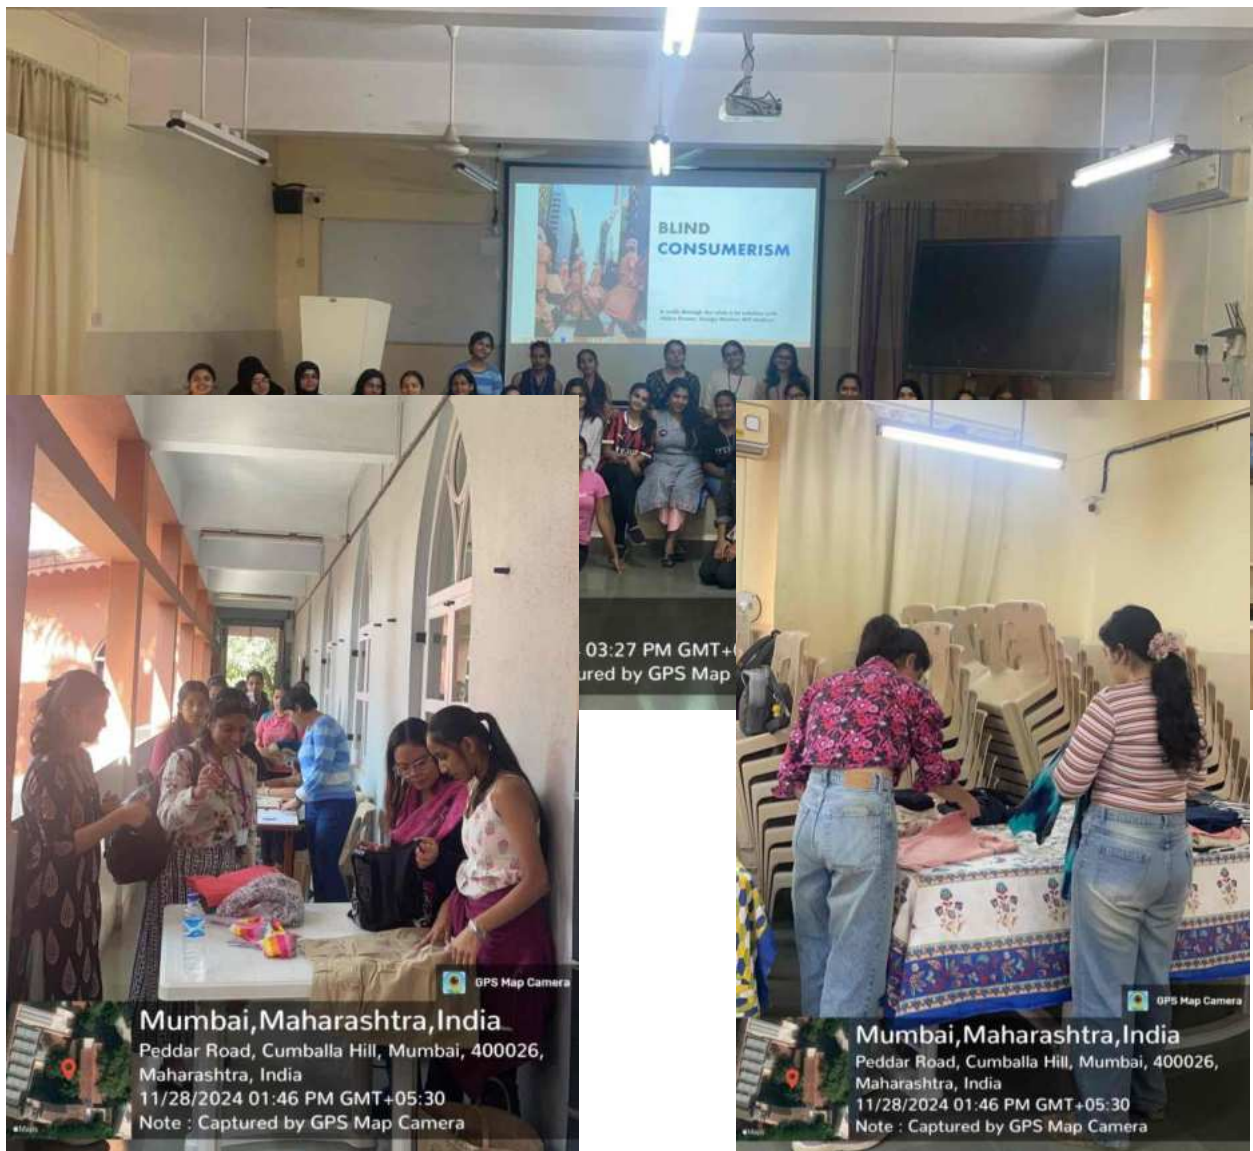 BLIND
CONSUMERISM
03:27 PM GMT+
ured by GPS Map
GPS Map Camera
Mumbai,Maharashtra,India
Peddar Road, Cumballa Hill, Mumbai, 400026,
Maharashtra, India
11/28/2024 01:46 PM GMT+05:30
Note : Captured by GPS Map Camera
GPS Map Camera
Mumbai,Maharashtra,India
Peddar Road, Cumballa Hill, Mumbai, 400026,
Maharashtra, India
11/28/2024 01:46 PM GMT+05:30
Note : Captured by GPS Map Camera